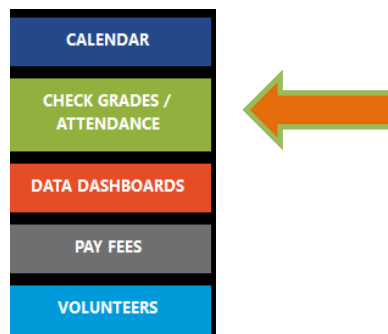 CALENDAR
CHECK GRADES /
ATTENDANCE
DATA DASHBOARDS
PAY FEES
VOLUNTEERS